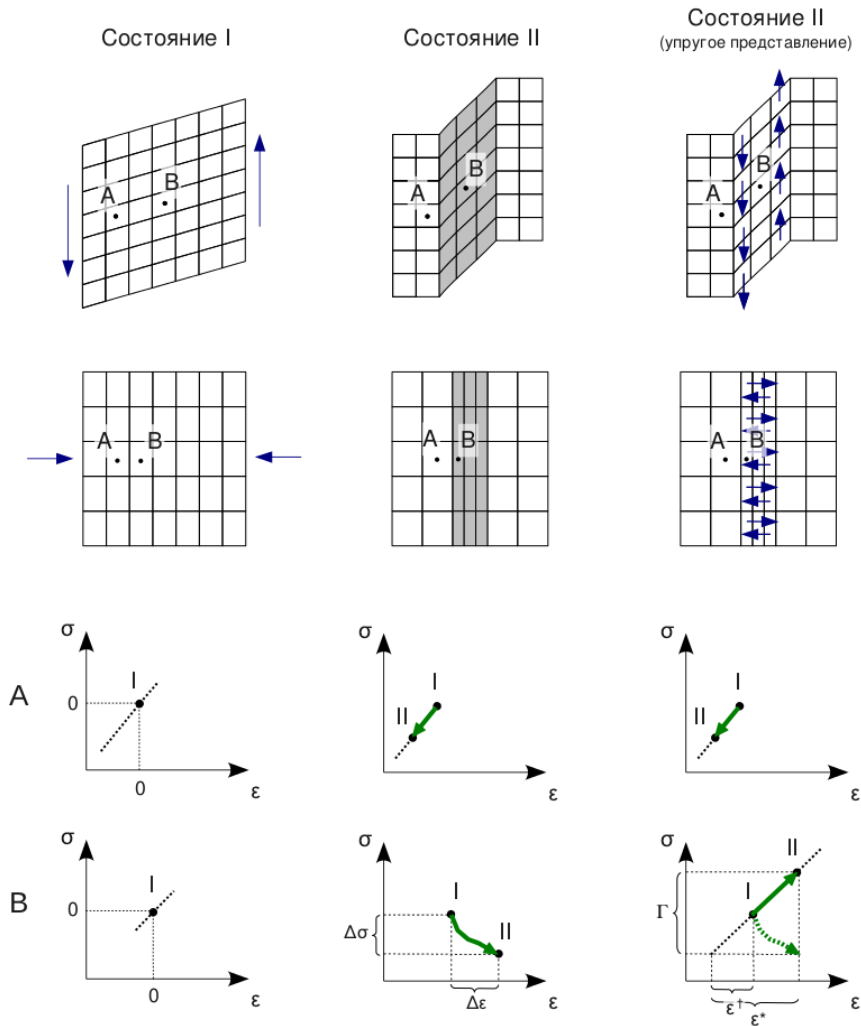 Состояние I
Состояние II
Состояние II
(упругое представление)
A
B
A
B
A
B
A
B
A
B
A
B
A
σ
0
I
0
ε
σ
I
II
ε
σ
I
II
ε
B
σ
0
I
0
ε
σ
I
II
Δσ
Δε
ε
σ
I
II
Γ
ε†
ε*
ε